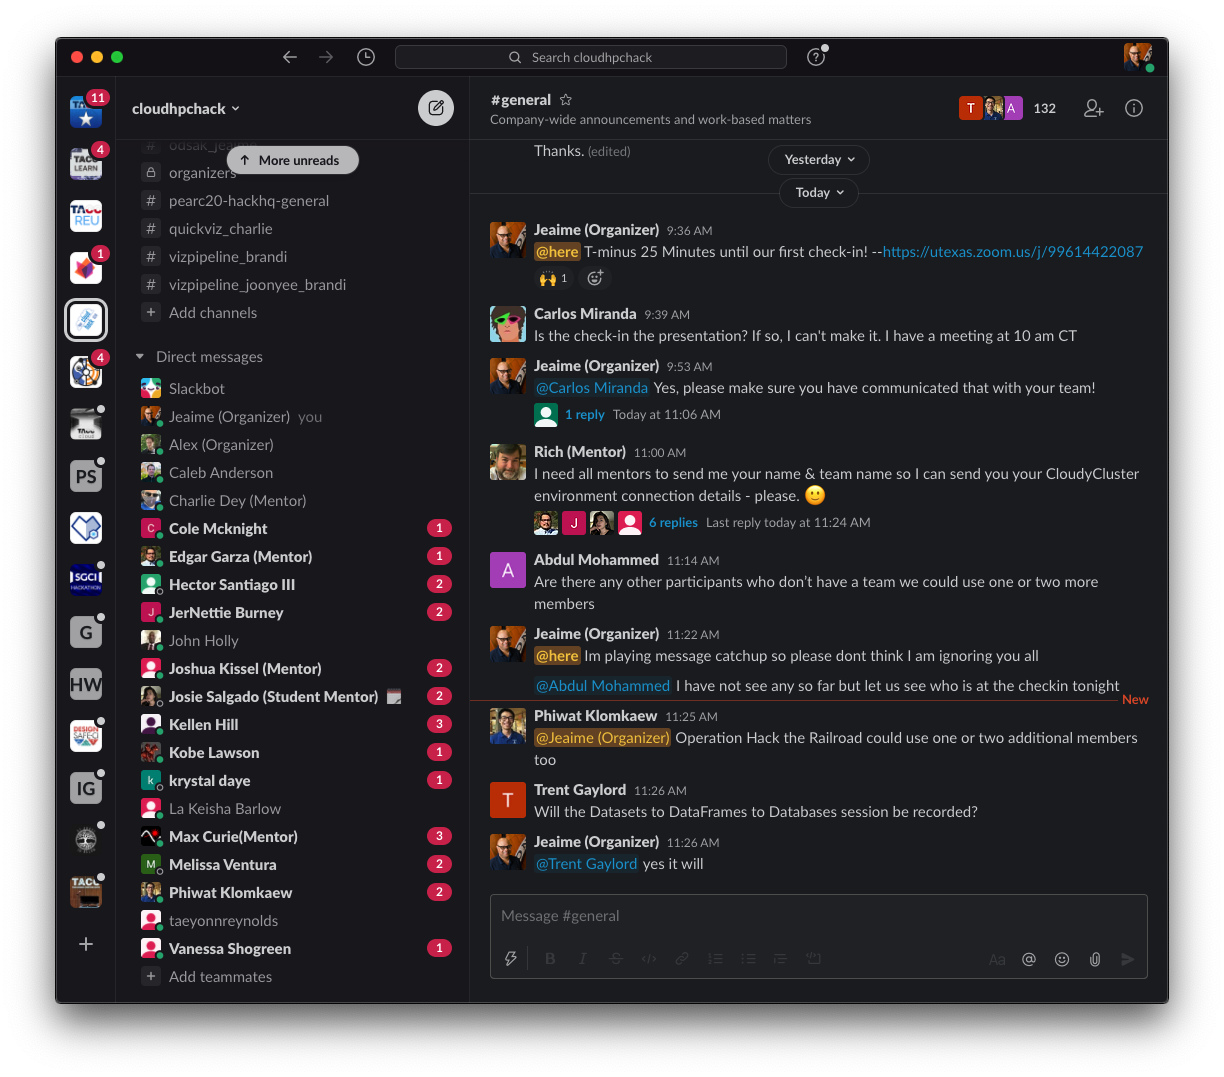 Search cloudhpchack
11
4
TACC
LEARN
TACC
REU
1
4
TACC
PS
SGCI
HACKATHON
G
HW
DESIGN
SAFE-CI
IG
TACC
cloudhpchack
odsak_jeaime
More unreads
organizers
# pearc20-hackhq-general
# quickviz_charlie
# vizpipeline_brandi
# vizpipeline_joonyee_brandi
+ Add channels
Direct messages
Slackbot
Jeaime (Organizer) you
Alex (Organizer)
Caleb Anderson
Charlie Dey (Mentor)
C Cole Mcknight 1
Edgar Garza (Mentor) 1
Hector Santiago III 2
J JerNettie Burney 2
John Holly
Joshua Kissel (Mentor) 2
Josie Salgado (Student Mentor) 2
Kellen Hill 3
Kobe Lawson 1
k krystal daye 1
La Keisha Barlow
Max Curie(Mentor) 3
M Melissa Ventura 2
Phiwat Klomkaew 2
taeyonnreynolds
Vanessa Shogreen 1
+ Add teammates
#general
Company-wide announcements and work-based matters
T A 132
Thanks. (edited)
Yesterday
Today
Jeaime (Organizer) 9:36 AM
@here T-minus 25 Minutes until our first check-in! --https://utexas.zoom.us/j/99614422087
1
Carlos Miranda 9:39 AM
Is the check-in the presentation? If so, I can't make it. I have a meeting at 10 am CT
Jeaime (Organizer) 9:53 AM
@Carlos Miranda Yes, please make sure you have communicated that with your team!
1 reply Today at 11:06 AM
Rich (Mentor) 11:00 AM
I need all mentors to send me your name & team name so I can send you your CloudyCluster
environment connection details - please.
J 6 replies Last reply today at 11:24 AM
A Abdul Mohammed 11:14 AM
Are there any other participants who don't have a team we could use one or two more
members
Jeaime (Organizer) 11:22 AM
@here Im playing message catchup so please dont think I am ignoring you all
@Abdul Mohammed I have not see any so far but let us see who is at the checkin tonight
New
Phiwat Klomkaew 11:25 AM
@Jeaime (Organizer) Operation Hack the Railroad could use one or two additional members
too
T Trent Gaylord 11:26 AM
Will the Datasets to DataFrames to Databases session be recorded?
Jeaime (Organizer) 11:26 AM
@Trent Gaylord yes it will
Message #general
B I S </> Aa @